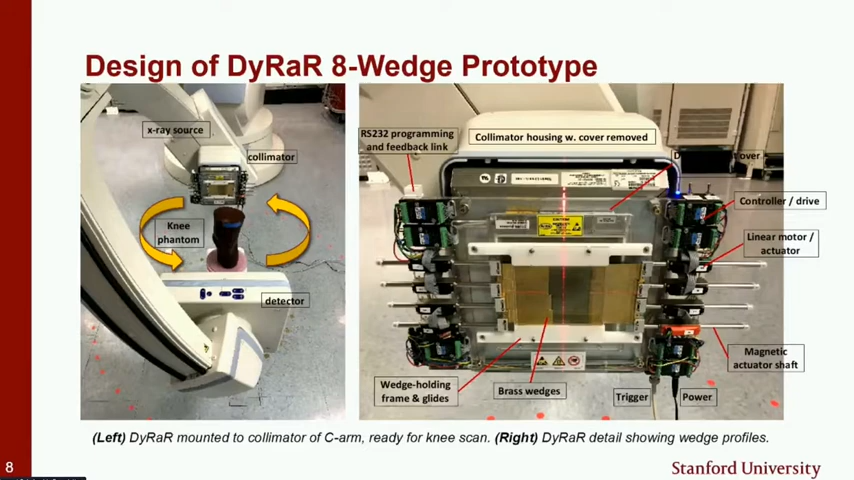 Design of DyRaR 8-Wedge Prototype
x-ray source
collimator
Knee
phantom
detector
RS232 programming
and feedback link
Collimator housing w. cover removed
over
Controller / drive
Linear motor /
actuator
Magnetic
actuator shaft
Wedge-holding
frame & glides
Brass wedges
Trigger
Power
(Left) DyRaR mounted to collimator of C-arm, ready for knee scan. (Right) DyRaR detail showing wedge profiles.
8
Stanford University